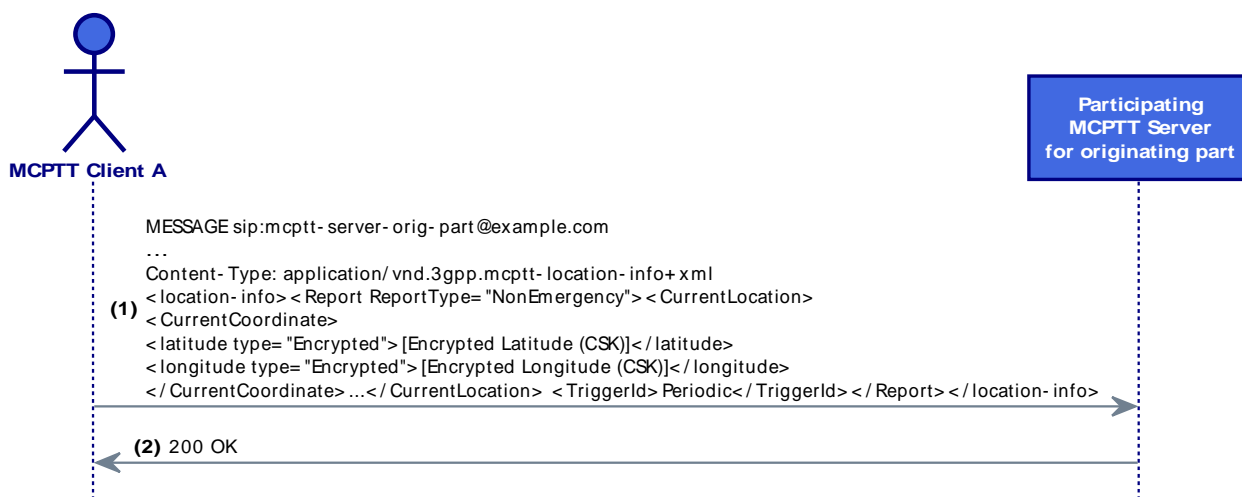 Participating
MCPTT Server
for originating part
MCPTT Client A
MESSAGE sip:mcptt-server-orig-part@example.com
...
Content-Type: application/vnd.3gpp.mcptt-location-info+xml
<location-info><Report ReportType="NonEmergency"><CurrentLocation>
(1) <CurrentCoordinate>
<latitude type="Encrypted">[Encrypted Latitude (CSK)]</latitude>
<longitude type="Encrypted">[Encrypted Longitude (CSK)]</longitude>
</CurrentCoordinate>...</CurrentLocation> <TriggerId>Periodic</TriggerId></Report></location-info>
(2) 200 OK